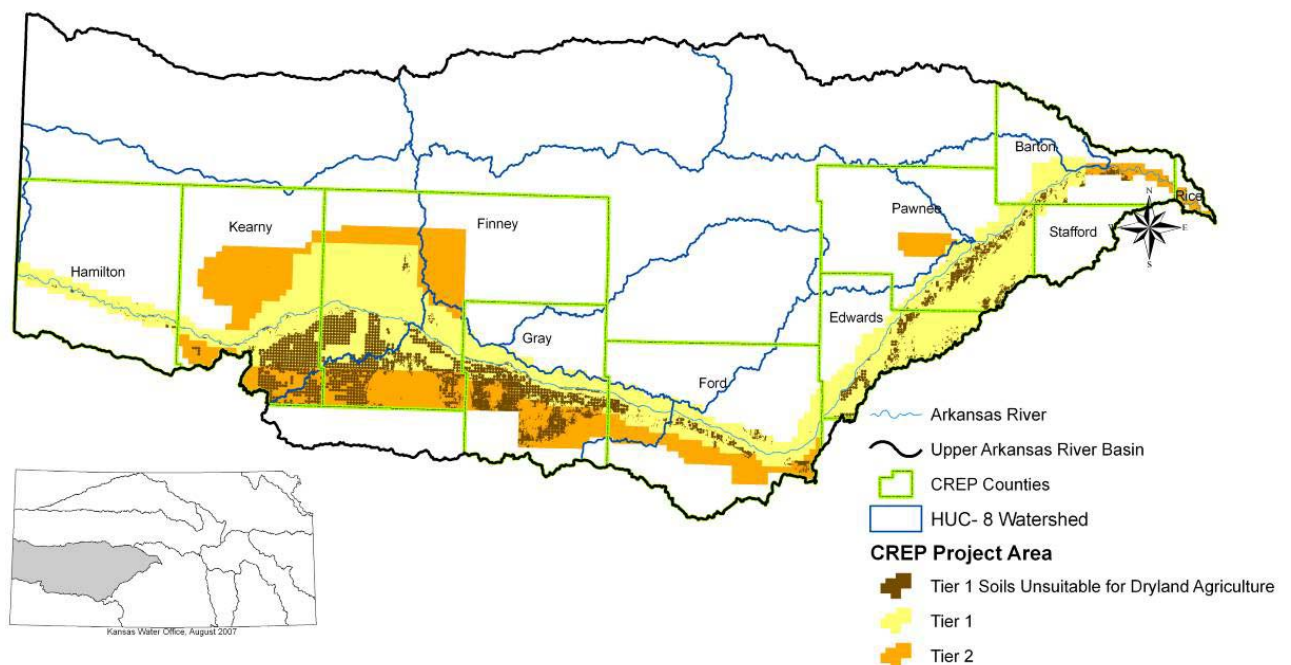 Barton
Rice
Pawnee
Stafford
N
E
S
Kearny
Finney
Hamilton
Edwards
Gray
Ford
Arkansas River
Upper Arkansas River Basin
CREP Counties
HUC- 8 Watershed
CREP Project Area
Tier 1 Soils Unsuitable for Dryland Agriculture
Tier 1
Tier 2
Kansas Water Office, August 2007